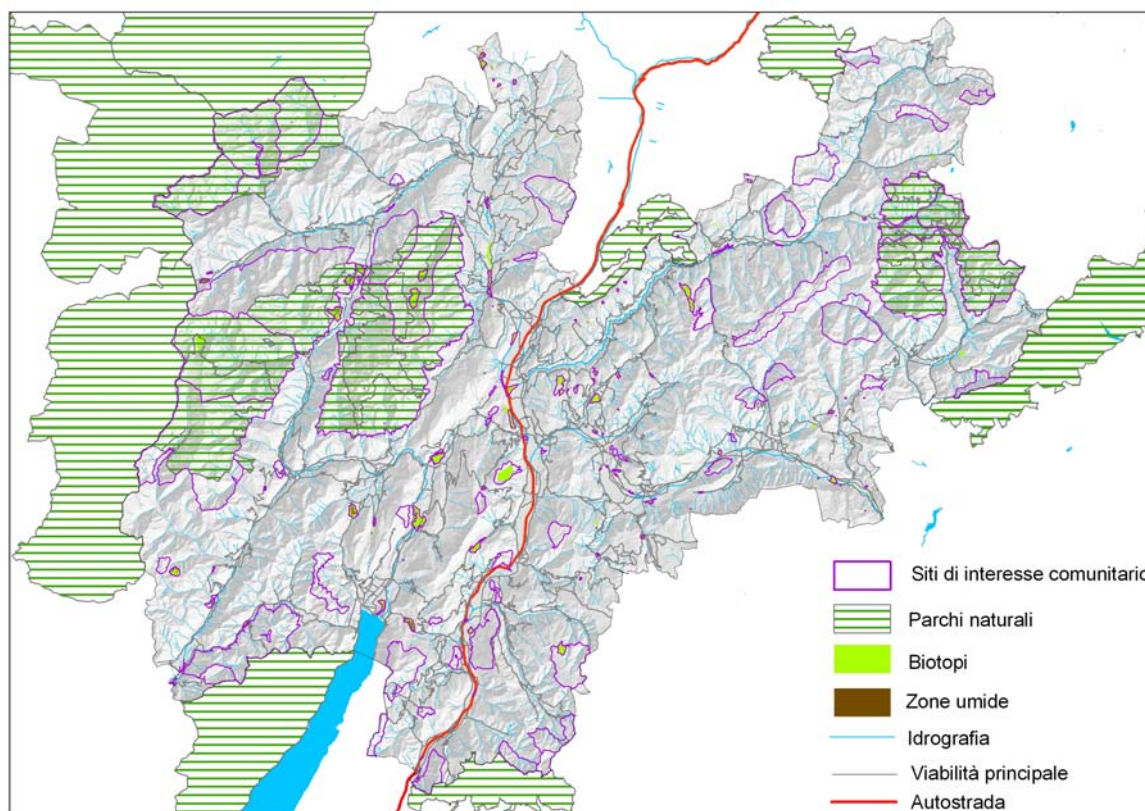 Siti di interesse comunitario
Parchi naturali
Biotopi
Zone umide
Idrografia
Viabilità principale
Autostrada